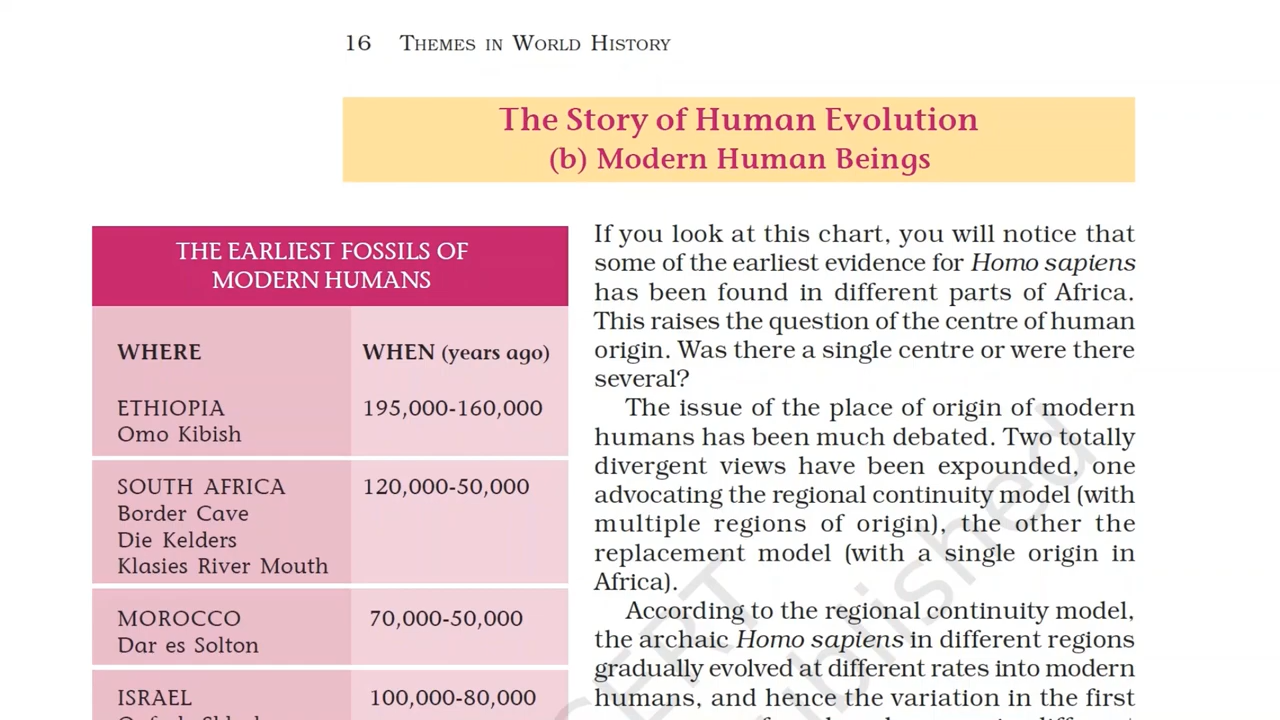 16 THEMES IN WORLD HISTORY
The Story of Human Evolution
(b) Modern Human Beings
THE EARLIEST FOSSILS OF
MODERN HUMANS
WHERE WHEN (years ago)
ETHIOPIA 195,000-160,000
Omo Kibish
SOUTH AFRICA 120,000-50,000
Border Cave
Die Kelders
Klasies River Mouth
MOROCCO 70,000-50,000
Dar es Solton
ISRAEL 100,000-80,000
If you look at this chart, you will notice that
some of the earliest evidence for Homo sapiens
has been found in different parts of Africa.
This raises the question of the centre of human
origin. Was there a single centre or were there
several?
The issue of the place of origin of modern
humans has been much debated. Two totally
divergent views have been expounded, one
advocating the regional continuity model (with
multiple regions of origin), the other the
replacement model (with a single origin in
Africa).
According to the regional continuity model,
the archaic Homo sapiens in different regions
gradually evolved at different rates into modern
humans, and hence the variation in the first